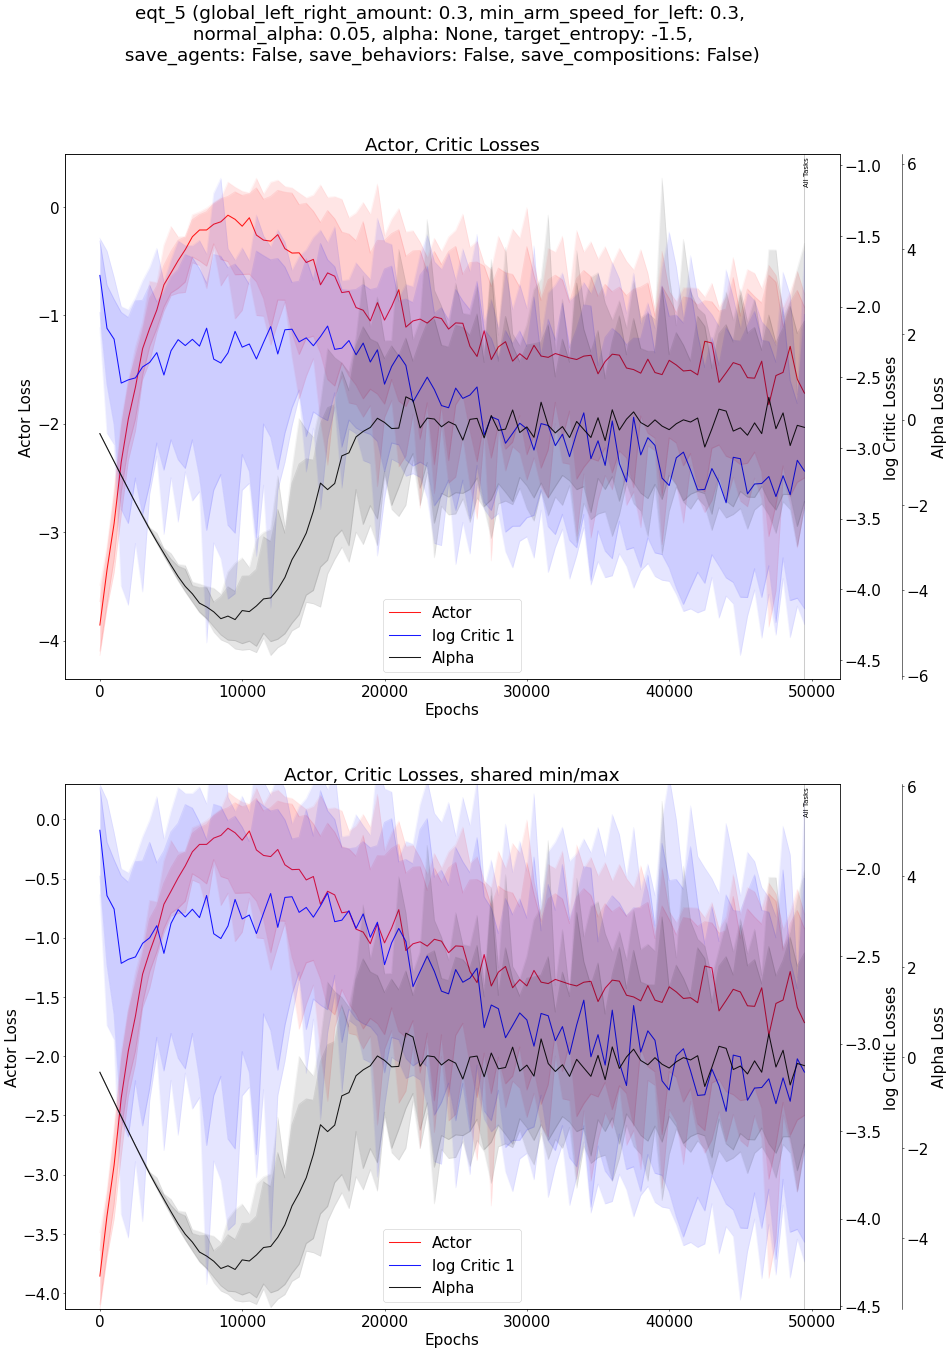 eqt_5 (global_left_right_amount: 0.3, min_arm_speed_for_left: 0.3,
normal_alpha: 0.05, alpha: None, target_entropy: -1.5,
save_agents: False, save_behaviors: False, save_compositions: False)
Actor, Critic Losses
All Tasks
0
−1
−2
−3
−4
Actor Loss
−1.0
−1.5
−2.0
−2.5
−3.0
−3.5
−4.0
−4.5
log Critic Losses
6
4
2
0
−2
−4
−6
Alpha Loss
Actor
log Critic 1
Alpha
0
10000
20000
30000
40000
50000
Epochs
Actor, Critic Losses, shared min/max
All Tasks
0.0
−0.5
−1.0
−1.5
−2.0
−2.5
−3.0
−3.5
−4.0
Actor Loss
−2.0
−2.5
−3.0
−3.5
−4.0
−4.5
log Critic Losses
6
4
2
0
−2
−4
Alpha Loss
Actor
log Critic 1
Alpha
0
10000
20000
30000
40000
50000
Epochs